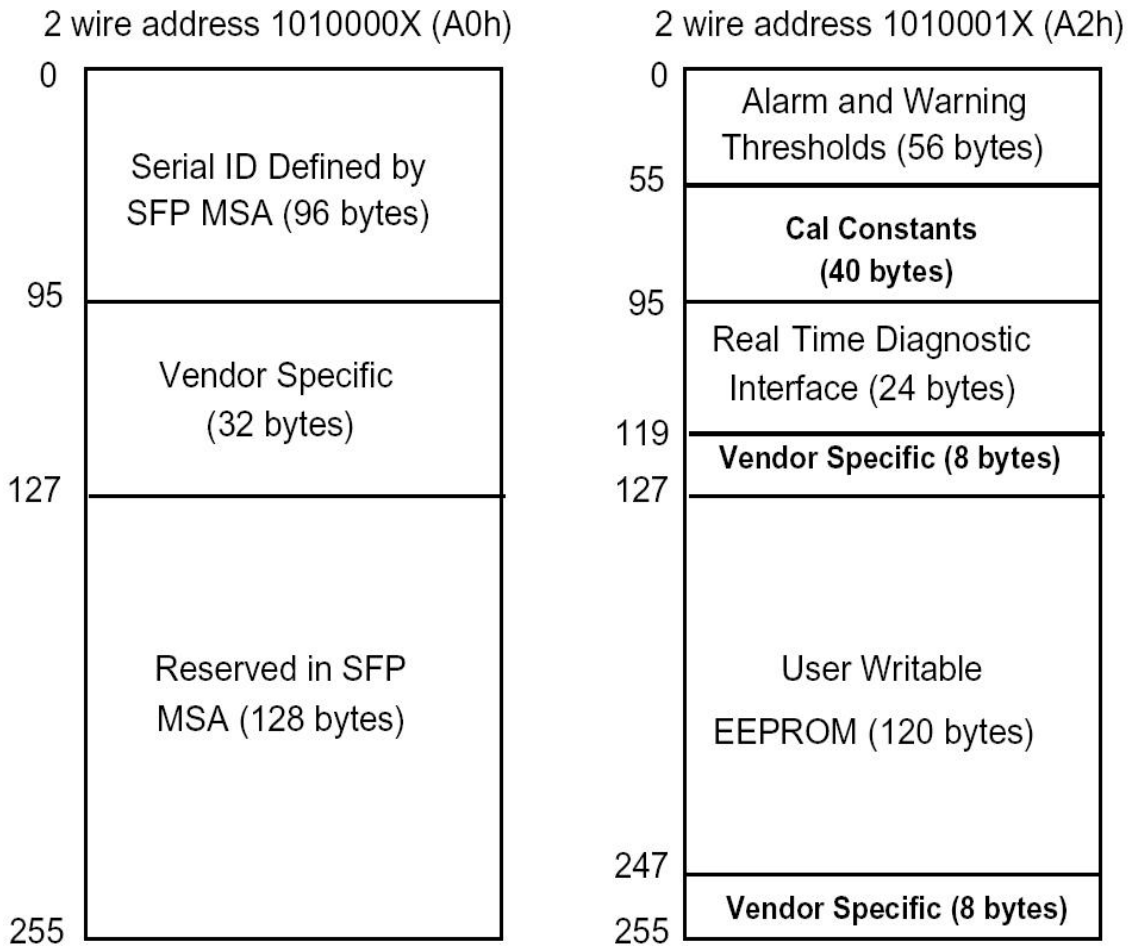 2 wire address 1010000X (A0h)
0
Serial ID Defined by
SFP MSA (96 bytes)
95
Vendor Specific
(32 bytes)
127
Reserved in SFP
MSA (128 bytes)
255
2 wire address 1010001X (A2h)
0
Alarm and Warning
Thresholds (56 bytes)
55
Cal Constants
(40 bytes)
95
Real Time Diagnostic
Interface (24 bytes)
119
Vendor Specific (8 bytes)
127
User Writable
EEPROM (120 bytes)
247
Vendor Specific (8 bytes)
255